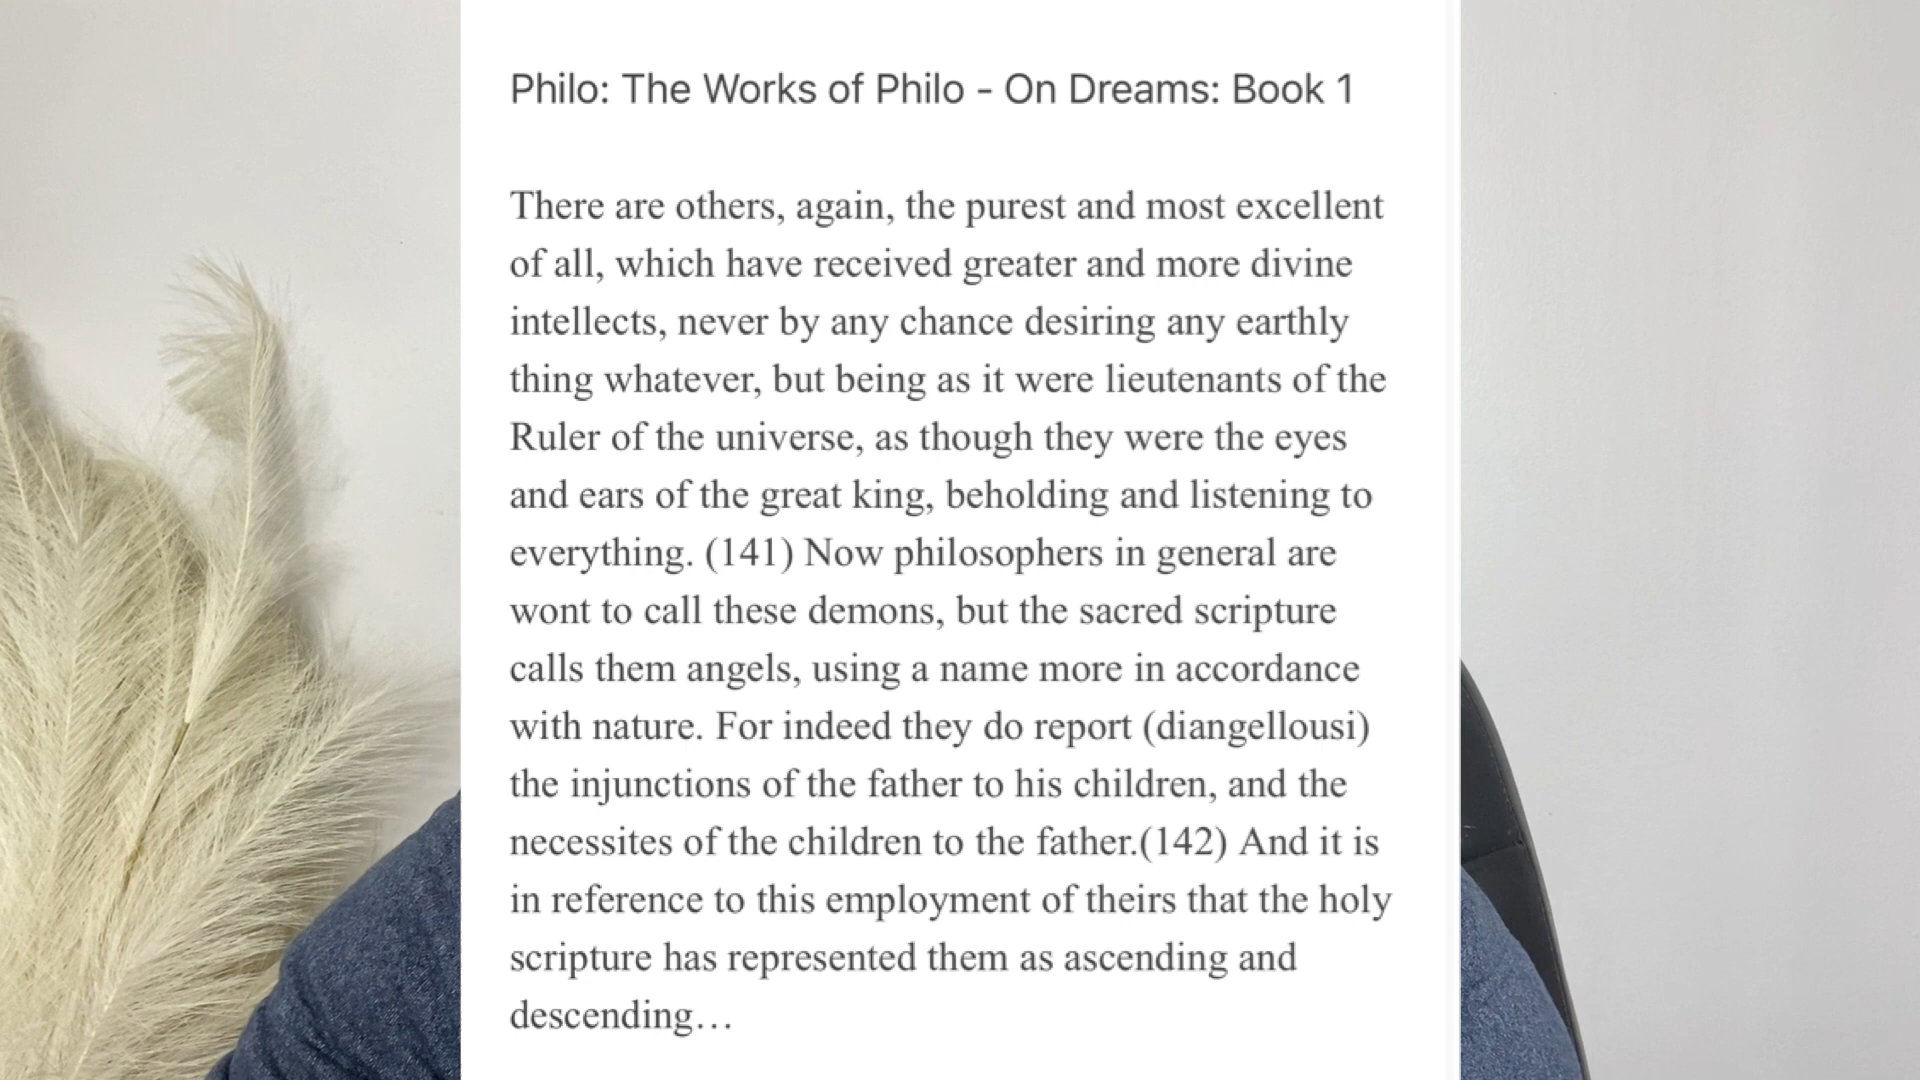 Philo: The Works of Philo - On Dreams: Book 1
There are others, again, the purest and most excellent
of all, which have received greater and more divine
intellects, never by any chance desiring any earthly
thing whatever, but being as it were lieutenants of the
Ruler of the universe, as though they were the eyes
and ears of the great king, beholding and listening to
everything. (141) Now philosophers in general are
wont to call these demons, but the sacred scripture
calls them angels, using a name more in accordance
with nature. For indeed they do report (diangellousi)
the injunctions of the father to his children, and the
necessites of the children to the father.(142) And it is
in reference to this employment of theirs that the holy
scripture has represented them as ascending and
descending…